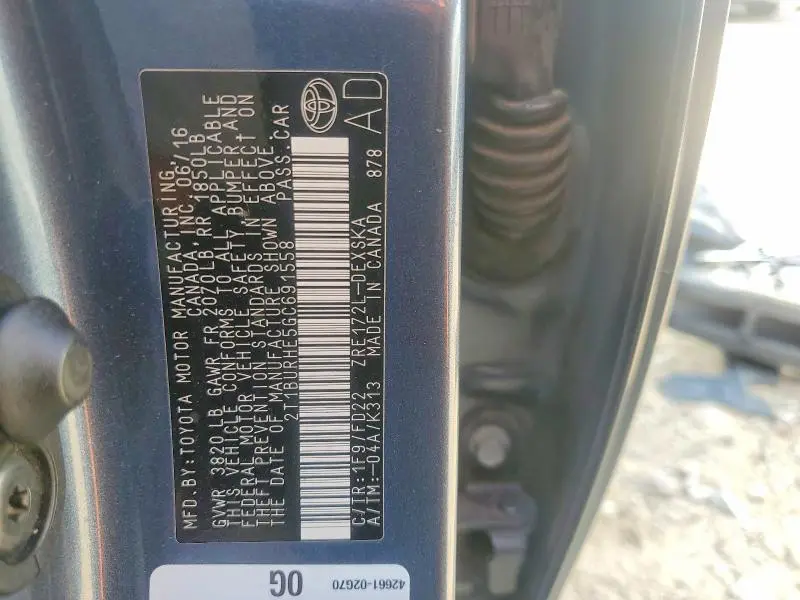 MFD.BY:TOYOTA MOTOR MANUFACTURING,
CANADA, INC. 06/16
GVWR 3820LB GAWR FR 2070LB RR 1850LB
THIS VEHICLE CONFORMS TO ALL APPLICABLE
FEDERAL MOTOR VEHICLE SAFETY, BUMPER, AND
THEFT PREVENTION STANDARDS IN EFFECT ON
THE DATE OF MANUFACTURE SHOWN ABOVE.
2T1BURHE5GC691558 PASS.CAR
C/TR:1F9/FD22 ZRE172L-DEXSKA
A/TM:-04A/K313 MADE IN CANADA 878
AD
0G
42661-02G70